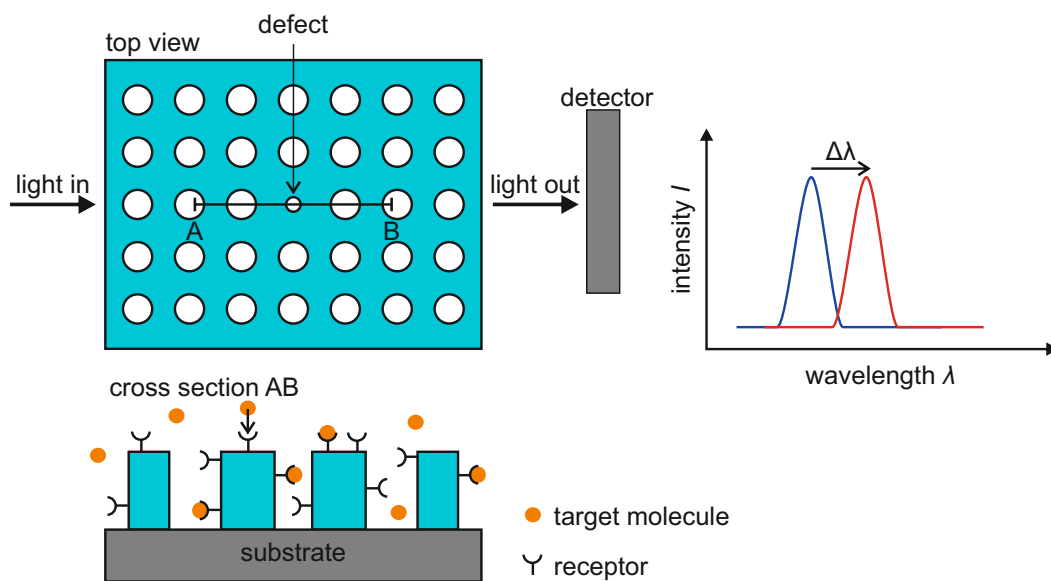 defect
top view
detector
light in
light out
A
B
Δλ
intensity I
wavelength λ
cross section AB
target molecule
substrate
receptor